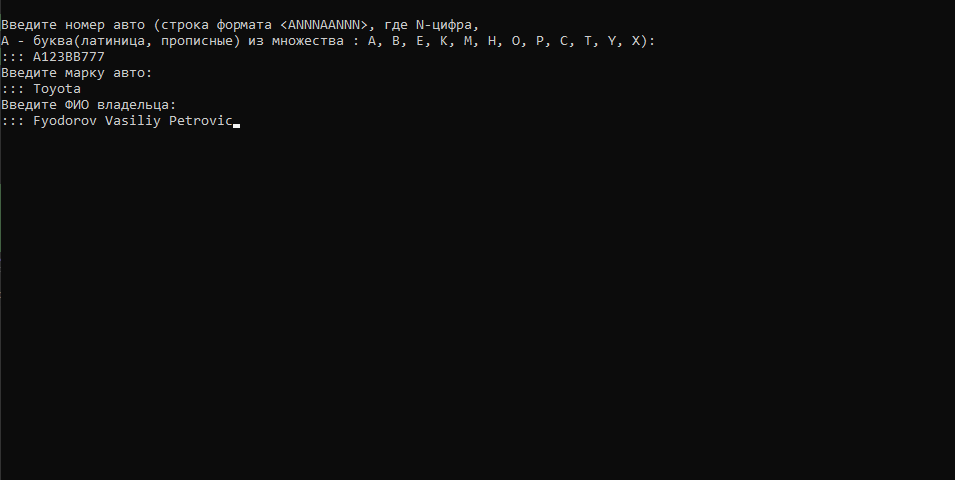 Введите номер авто (строка формата <ANNNAANNN>, где N-цифра,
A - буква(латиница, прописные) из множества : A, B, E, K, M, H, O, P, C, T, Y, X):
::: A123BB777
Введите марку авто:
::: Toyota
Введите ФИО владельца:
::: Fyodorov Vasiliy Petrovic